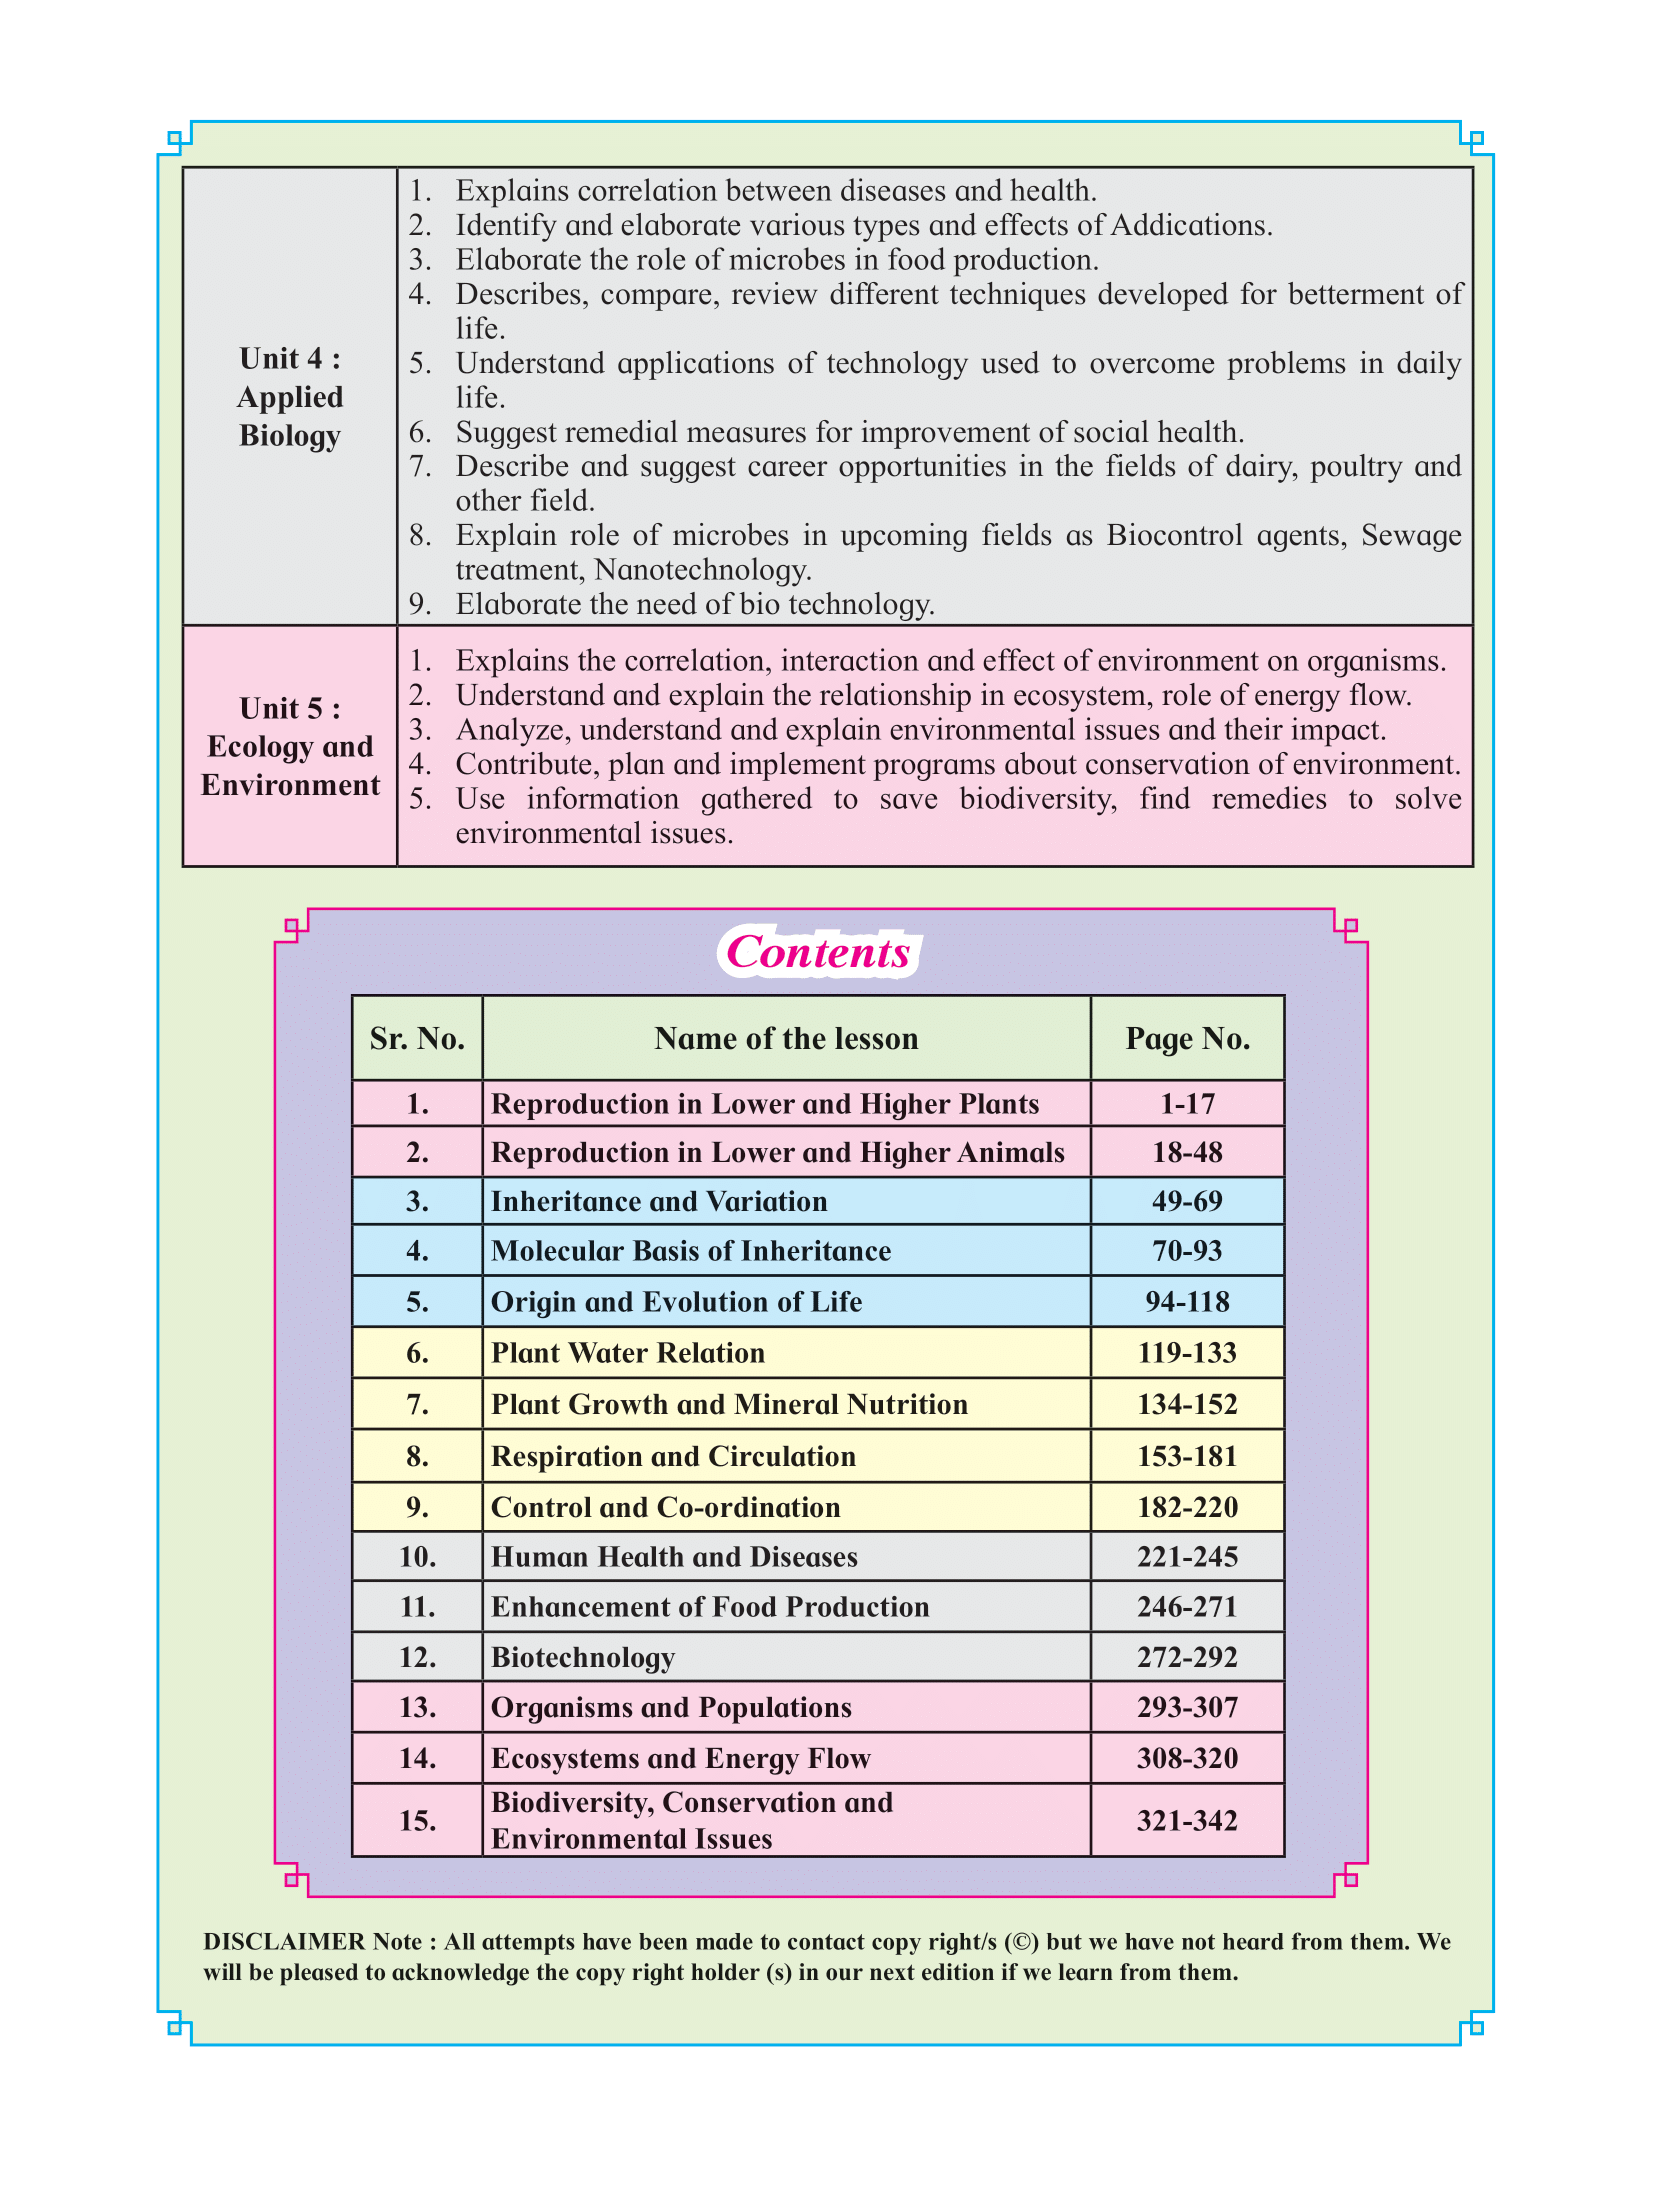 Unit 4 :
Applied
Biology
1. Explains correlation between diseases and health.
2. Identify and elaborate various types and effects of Addications.
3. Elaborate the role of microbes in food production.
4. Describes, compare, review different techniques developed for betterment of
life.
5. Understand applications of technology used to overcome problems in daily
life.
6. Suggest remedial measures for improvement of social health.
7. Describe and suggest career opportunities in the fields of dairy, poultry and
other field.
8. Explain role of microbes in upcoming fields as Biocontrol agents, Sewage
treatment, Nanotechnology.
9. Elaborate the need of bio technology.
Unit 5 :
Ecology and
Environment
1. Explains the correlation, interaction and effect of environment on organisms.
2. Understand and explain the relationship in ecosystem, role of energy flow.
3. Analyze, understand and explain environmental issues and their impact.
4. Contribute, plan and implement programs about conservation of environment.
5. Use information gathered to save biodiversity, find remedies to solve
environmental issues.
Contents
Sr. No. Name of the lesson Page No.
1. Reproduction in Lower and Higher Plants 1-17
2. Reproduction in Lower and Higher Animals 18-48
3. Inheritance and Variation 49-69
4. Molecular Basis of Inheritance 70-93
5. Origin and Evolution of Life 94-118
6. Plant Water Relation 119-133
7. Plant Growth and Mineral Nutrition 134-152
8. Respiration and Circulation 153-181
9. Control and Co-ordination 182-220
10. Human Health and Diseases 221-245
11. Enhancement of Food Production 246-271
12. Biotechnology 272-292
13. Organisms and Populations 293-307
14. Ecosystems and Energy Flow 308-320
15. Biodiversity, Conservation and
Environmental Issues 321-342
DISCLAIMER Note : All attempts have been made to contact copy right/s (©) but we have not heard from them. We
will be pleased to acknowledge the copy right holder (s) in our next edition if we learn from them.